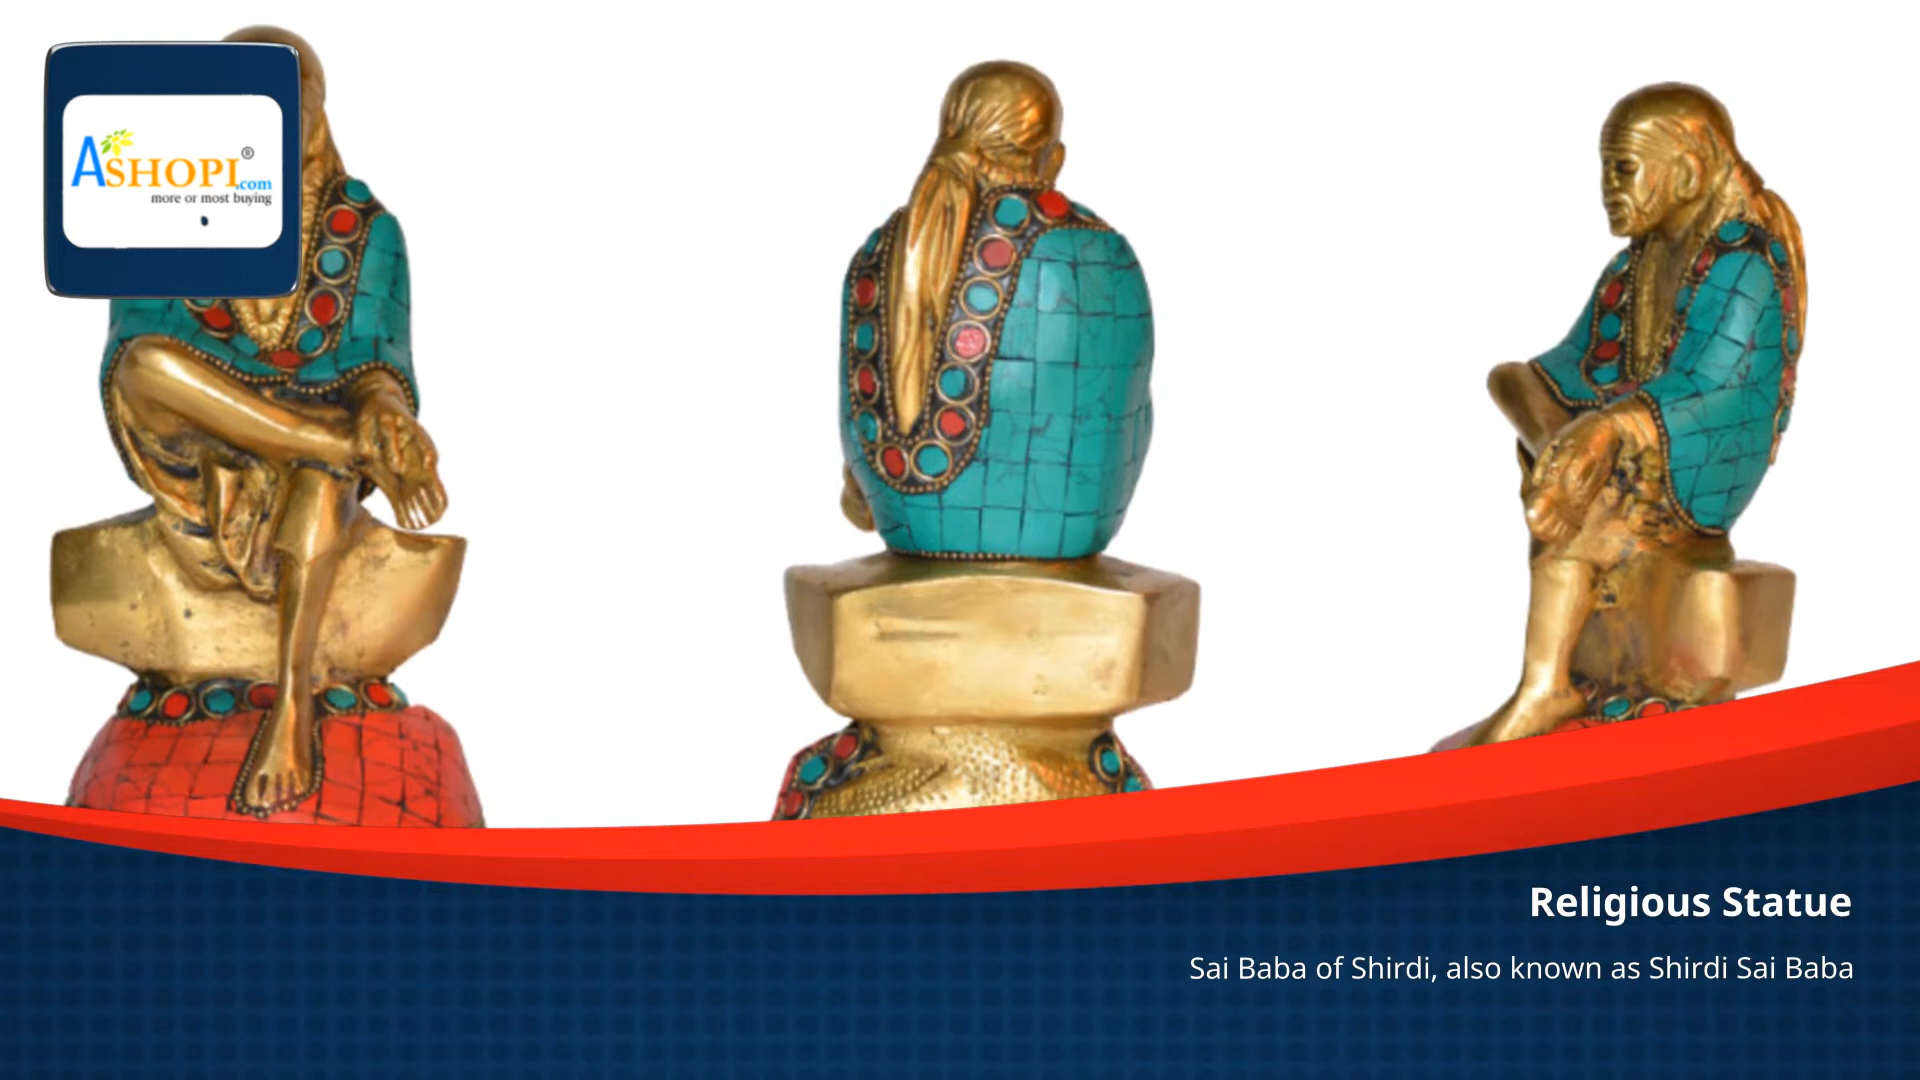 ASHOPI®
.com
more or most buying
Religious Statue
Sai Baba of Shirdi, also known as Shirdi Sai Baba